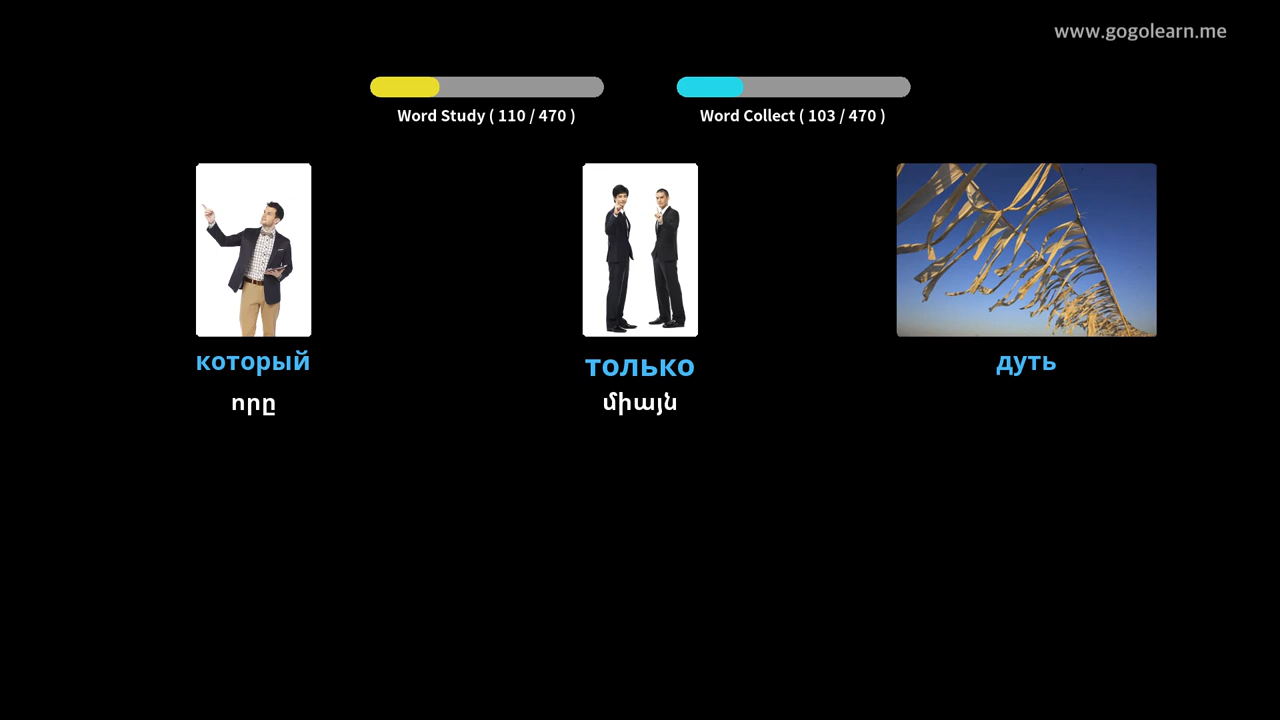 www.gogolearn.me
Word Study ( 110 / 470 )
Word Collect ( 103 / 470 )
который
только
дуть
որը
միայն